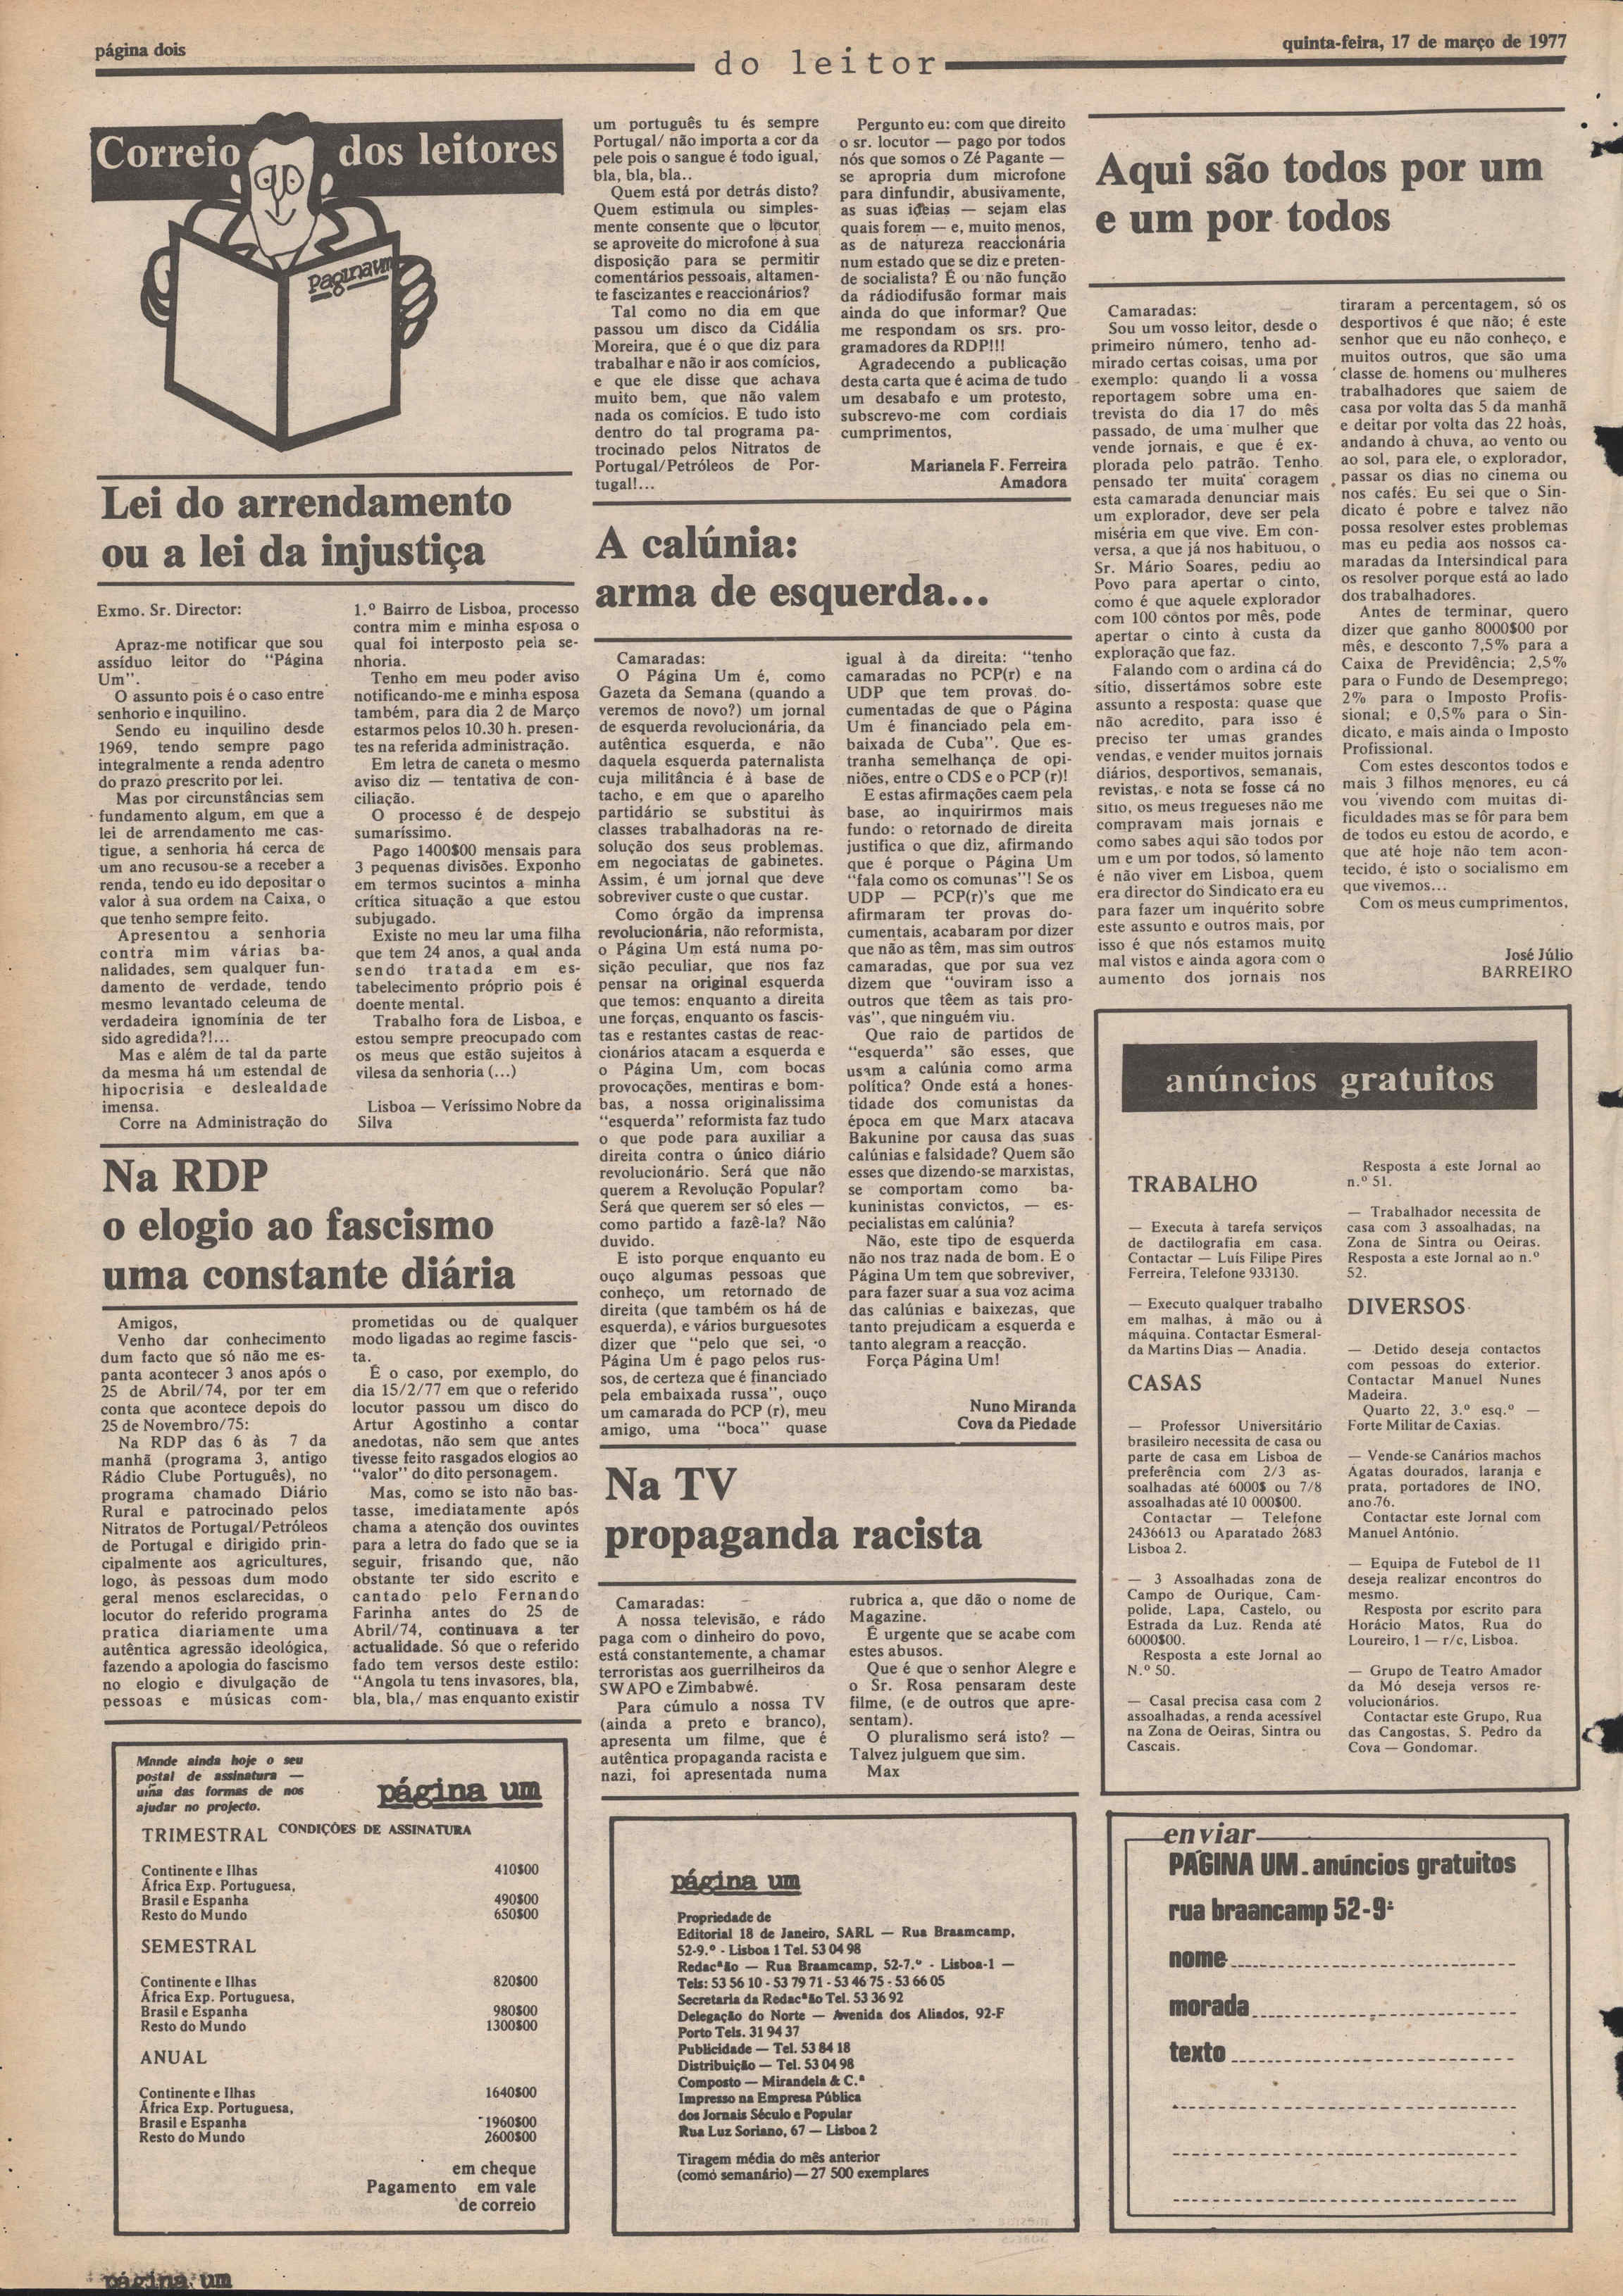 página dois
do leitor
quinta-feira, 17 de março de 1977
Correio dos leitores
Paginaum
Lei do arrendamento
ou a lei da injustiça
Exmo. Sr. Director:
Apraz-me notificar que sou
assíduo leitor do "Página
Um".
O assunto pois é o caso entre
senhorio e inquilino.
Sendo eu inquilino desde
1969, tendo sempre pago
integralmente a renda adentro
do prazo prescrito por lei.
Mas por circunstâncias sem
fundamento algum, em que a
lei de arrendamento me cas-
tigue, a senhoria há cerca de
um ano recusou-se a receber a
renda, tendo eu ido depositar o
valor à sua ordem na Caixa, o
que tenho sempre feito.
Apresentou a senhoria
contra mim várias ba-
nalidades, sem qualquer fun-
damento de verdade, tendo
mesmo levantado celeuma de
verdadeira ignomínia de ter
sido agredida?!...
Mas e além de tal da parte
da mesma há um estendal de
hipocrisia e deslealdade
imensa.
Corre na Administração do
1.º Bairro de Lisboa, processo
contra mim e minha esposa o
qual foi interposto pela se-
nhoria.
Tenho em meu poder aviso
notificando-me e minha esposa
também, para dia 2 de Março
estarmos pelos 10.30 h. presen-
tes na referida administração.
Em letra de caneta o mesmo
aviso diz — tentativa de con-
ciliação.
O processo é de despejo
sumaríssimo.
Pago 1400$00 mensais para
3 pequenas divisões. Exponho
em termos sucintos a minha
crítica situação a que estou
subjugado.
Existe no meu lar uma filha
que tem 24 anos, a qual anda
sendo tratada em es-
tabelecimento próprio pois é
doente mental.
Trabalho fora de Lisboa, e
estou sempre preocupado com
os meus que estão sujeitos à
vilesa da senhoria (...)
Lisboa — Veríssimo Nobre da
Silva
Na RDP
o elogio ao fascismo
uma constante diária
Amigos,
Venho dar conhecimento
dum facto que só não me es-
panta acontecer 3 anos após o
25 de Abril/74, por ter em
conta que acontece depois do
25 de Novembro/75:
Na RDP das 6 às 7 da
manhã (programa 3, antigo
Rádio Clube Português), no
programa chamado Diário
Rural e patrocinado pelos
Nitratos de Portugal/Petróleos
de Portugal e dirigido prin-
cipalmente aos agricultures,
logo, às pessoas dum modo
geral menos esclarecidas, o
locutor do referido programa
pratica diariamente uma
autêntica agressão ideológica,
fazendo a apologia do fascismo
no elogio e divulgação de
pessoas e músicas com-
prometidas ou de qualquer
modo ligadas ao regime fascis-
ta.
É o caso, por exemplo, do
dia 15/2/77 em que o referido
locutor passou um disco do
Artur Agostinho a contar
anedotas, não sem que antes
tivesse feito rasgados elogios ao
"valor" do dito personagem.
Mas, como se isto não bas-
tasse, imediatamente após
chama a atenção dos ouvintes
para a letra do fado que se ia
seguir, frisando que, não
obstante ter sido escrito e
cantado pelo Fernando
Farinha antes do 25 de
Abril/74, continuava a ter
actualidade. Só que o referido
fado tem versos deste estilo:
"Angola tu tens invasores, bla,
bla, bla,/ mas enquanto existir
um português tu és sempre
Portugal/ não importa a cor da
pele pois o sangue é todo igual,
bla, bla, bla..
Quem está por detrás disto?
Quem estimula ou simples-
mente consente que o locutor
se aproveite do microfone à sua
disposição para se permitir
comentários pessoais, altamen-
te fascizantes e reaccionários?
Tal como no dia em que
passou um disco da Cidália
Moreira, que é o que diz para
trabalhar e não ir aos comícios,
e que ele disse que achava
muito bem, que não valem
nada os comícios. E tudo isto
dentro do tal programa pa-
trocinado pelos Nitratos de
Portugal/Petróleos de Por-
tugal!...
Pergunto eu: com que direito
o sr. locutor — pago por todos
nós que somos o Zé Pagante —
se apropria dum microfone
para dinfundir, abusivamente,
as suas ideias — sejam elas
quais forem — e, muito menos,
as de natureza reaccionária
num estado que se diz e preten-
de socialista? É ou não função
da rádiodifusão formar mais
ainda do que informar? Que
me respondam os srs. pro-
gramadores da RDP!!!
Agradecendo a publicação
desta carta que é acima de tudo
um desabafo e um protesto,
subscrevo-me com cordiais
cumprimentos,
Marianela F. Ferreira
Amadora
A calúnia:
arma de esquerda...
Camaradas:
O Página Um é, como
Gazeta da Semana (quando a
veremos de novo?) um jornal
de esquerda revolucionária, da
autêntica esquerda, e não
daquela esquerda paternalista
cuja militância é à base de
tacho, e em que o aparelho
partidário se substitui às
classes trabalhadoras na re-
solução dos seus problemas.
em negociatas de gabinetes.
Assim, é um jornal que deve
sobreviver custe o que custar.
Como órgão da imprensa
revolucionária, não reformista,
o Página Um está numa po-
sição peculiar, que nos faz
pensar na original esquerda
que temos: enquanto a direita
une forças, enquanto os fascis-
tas e restantes castas de reac-
cionários atacam a esquerda e
o Página Um, com bocas
provocações, mentiras e bom-
bas, a nossa originalissima
"esquerda" reformista faz tudo
o que pode para auxiliar a
direita contra o único diário
revolucionário. Será que não
querem a Revolução Popular?
Será que querem ser só eles —
como partido a fazê-la? Não
duvido.
E isto porque enquanto eu
ouço algumas pessoas que
conheço, um retornado de
direita (que também os há de
esquerda), e vários burguesotes
dizer que "pelo que sei, o
Página Um é pago pelos rus-
sos, de certeza que é financiado
pela embaixada russa", ouço
um camarada do PCP (r), meu
amigo, uma "boca" quase
igual à da direita: "tenho
camaradas no PCP(r) e na
UDP que tem provas do-
cumentadas de que o Página
Um é financiado pela em-
baixada de Cuba". Que es-
tranha semelhança de opi-
niões, entre o CDS e o PCP (r)!
E estas afirmações caem pela
base, ao inquirirmos mais
fundo: o retornado de direita
justifica o que diz, afirmando
que é porque o Página Um
"fala como os comunas"! Se os
UDP — PCP(r)'s que me
afirmaram ter provas do-
cumentais, acabaram por dizer
que não as têm, mas sim outros
camaradas, que por sua vez
dizem que "ouviram isso a
outros que têem as tais pro-
vas", que ninguém viu.
Que raio de partidos de
"esquerda" são esses, que
usam a calúnia como arma
política? Onde está a hones-
tidade dos comunistas da
época em que Marx atacava
Bakunine por causa das suas
calúnias e falsidade? Quem são
esses que dizendo-se marxistas,
se comportam como ba-
kuninistas convictos, — es-
pecialistas em calúnia?
Não, este tipo de esquerda
não nos traz nada de bom. E o
Página Um tem que sobreviver,
para fazer suar a sua voz acima
das calúnias e baixezas, que
tanto prejudicam a esquerda e
tanto alegram a reacção.
Força Página Um!
Nuno Miranda
Cova da Piedade
Na TV
propaganda racista
Camaradas:
A nossa televisão, e rádo
paga com o dinheiro do povo,
está constantemente, a chamar
terroristas aos guerrilheiros da
SWAPO e Zimbabwé.
Para cúmulo a nossa TV
(ainda a preto e branco),
apresenta um filme, que é
autêntica propaganda racista e
nazi, foi apresentada numa
rubrica a, que dão o nome de
Magazine.
É urgente que se acabe com
estes abusos.
Que é que o senhor Alegre e
o Sr. Rosa pensaram deste
filme, (e de outros que apre-
sentam).
O pluralismo será isto? —
Talvez julguem que sim.
Max
Aqui são todos por um
e um por todos
Camaradas:
Sou um vosso leitor, desde o
primeiro número, tenho ad-
mirado certas coisas, uma por
exemplo: quando li a vossa
reportagem sobre uma en-
trevista do dia 17 do mês
passado, de uma mulher que
vende jornais, e que é ex-
plorada pelo patrão. Tenho
pensado ter muita coragem
esta camarada denunciar mais
um explorador, deve ser pela
miséria em que vive. Em con-
versa, a que já nos habituou, o
Sr. Mário Soares, pediu ao
Povo para apertar o cinto,
como é que aquele explorador
com 100 contos por mês, pode
apertar o cinto à custa da
exploração que faz.
Falando com o ardina cá do
sítio, dissertámos sobre este
assunto a resposta: quase que
não acredito, para isso é
preciso ter umas grandes
vendas, e vender muitos jornais
diários, desportivos, semanais,
revistas, e nota se fosse cá no
sitio, os meus tregueses não me
compravam mais jornais e
como sabes aqui são todos por
um e um por todos, só lamento
é não viver em Lisboa, quem
era director do Sindicato era eu
para fazer um inquérito sobre
este assunto e outros mais, por
isso é que nós estamos muito
mal vistos e ainda agora com o
aumento dos jornais nos
tiraram a percentagem, só os
desportivos é que não; é este
senhor que eu não conheço, e
muitos outros, que são uma
classe de homens ou mulheres
trabalhadores que saiem de
casa por volta das 5 da manhã
e deitar por volta das 22 hoàs,
andando à chuva, ao vento ou
ao sol, para ele, o explorador,
passar os dias no cinema ou
nos cafés. Eu sei que o Sin-
dicato é pobre e talvez não
possa resolver estes problemas
mas eu pedia aos nossos ca-
maradas da Intersindical para
os resolver porque está ao lado
dos trabalhadores.
Antes de terminar, quero
dizer que ganho 8000$00 por
mês, e desconto 7,5% para a
Caixa de Previdência; 2,5%
para o Fundo de Desemprego;
2% para o Imposto Profis-
sional; e 0,5% para o Sin-
dicato, e mais ainda o Imposto
Profissional.
Com estes descontos todos e
mais 3 filhos menores, eu cá
vou vivendo com muitas di-
ficuldades mas se fôr para bem
de todos eu estou de acordo, e
que até hoje não tem acon-
tecido, é isto o socialismo em
que vivemos...
Com os meus cumprimentos,
José Júlio
BARREIRO
anúncios gratuitos
TRABALHO
— Executa à tarefa serviços
de dactilografia em casa.
Contactar — Luís Filipe Pires
Ferreira, Telefone 933130.
— Executo qualquer trabalho
em malhas, à mão ou à
máquina. Contactar Esmeral-
da Martins Dias — Anadia.
CASAS
— Professor Universitário
brasileiro necessita de casa ou
parte de casa em Lisboa de
preferência com 2/3 as-
soalhadas até 6000$ ou 7/8
assoalhadas até 10 000$00.
Contactar — Telefone
2436613 ou Aparatado 2683
Lisboa 2.
— 3 Assoalhadas zona de
Campo de Ourique, Cam-
polide, Lapa, Castelo, ou
Estrada da Luz. Renda até
6000$00.
Resposta a este Jornal ao
N.º 50.
— Casal precisa casa com 2
assoalhadas, a renda acessível
na Zona de Oeiras, Sintra ou
Cascais.
Resposta á este Jornal ao
n.º 51.
— Trabalhador necessita de
casa com 3 assoalhadas, na
Zona de Sintra ou Oeiras.
Resposta a este Jornal ao n.º
52.
DIVERSOS
— Detido deseja contactos
com pessoas do exterior.
Contactar Manuel Nunes
Madeira.
Quarto 22, 3.º esq.º —
Forte Militar de Caxias.
— Vende-se Canários machos
Agatas dourados, laranja e
prata, portadores de INO,
ano 76.
Contactar este Jornal com
Manuel António.
— Equipa de Futebol de 11
deseja realizar encontros do
mesmo.
Resposta por escrito para
Horácio Matos, Rua do
Loureiro, 1 — r/c, Lisboa.
— Grupo de Teatro Amador
da Mó deseja versos re-
volucionários.
Contactar este Grupo, Rua
das Cangostas, S. Pedro da
Cova — Gondomar.
Mande ainda hoje o seu
postal de assinatura —
uma das formas de nos
ajudar no projecto.
página um
TRIMESTRAL CONDIÇÕES DE ASSINATURA
Continente e Ilhas 410$00
África Exp. Portuguesa,
Brasil e Espanha 490$00
Resto do Mundo 650$00
SEMESTRAL
Continente e Ilhas 820$00
África Exp. Portuguesa,
Brasil e Espanha 980$00
Resto do Mundo 1300$00
ANUAL
Continente e Ilhas 1640$00
África Exp. Portuguesa,
Brasil e Espanha 1960$00
Resto do Mundo 2600$00
em cheque
Pagamento em vale
de correio
página um
Propriedade de
Editorial 18 de Janeiro, SARL — Rua Braamcamp,
52-9.º - Lisboa 1 Tel. 53 04 98
Redacªão — Rua Braamcamp, 52-7.º - Lisboa-1 —
Tels: 53 56 10 - 53 79 71 - 53 46 75 - 53 66 05
Secretaria da Redacªão Tel. 53 36 92
Delegação do Norte — Avenida dos Aliados, 92-F
Porto Tels. 31 94 37
Publicidade — Tel. 53 84 18
Distribuição — Tel. 53 04 98
Composto — Mirandela & C.ª
Impresso na Empresa Pública
dos Jornais Século e Popular
Rua Luz Soriano, 67 — Lisboa 2
Tiragem média do mês anterior
(como semanário) — 27 500 exemplares
enviar
PÁGINA UM - anúncios gratuitos
rua braancamp 52-9º
nome
morada
texto
página um